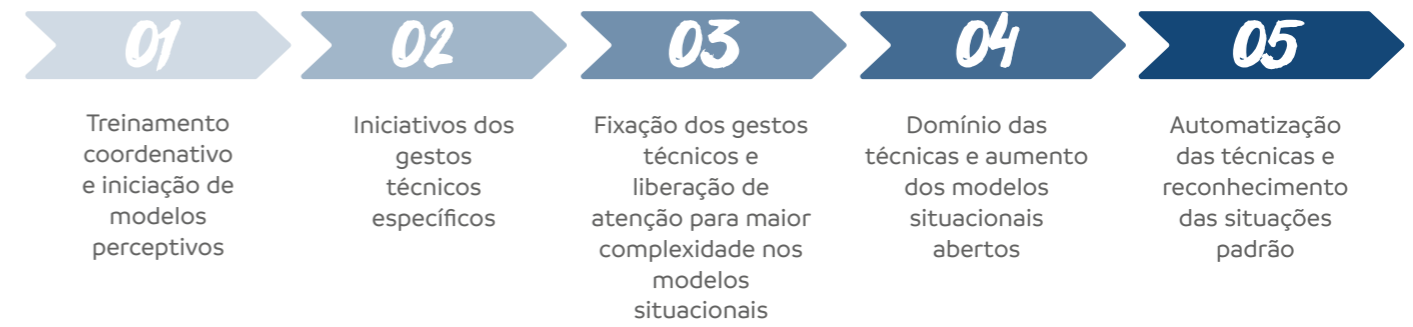 01
Treinamento
coordenativo
e iniciação de
modelos
perceptivos
02
Iniciativos dos
gestos
técnicos
específicos
03
Fixação dos gestos
técnicos e
liberação de
atenção para maior
complexidade nos
modelos
situacionais
04
Domínio das
técnicas e aumento
dos modelos
situacionais
abertos
05
Automatização
das técnicas e
reconhecimento
das situações
padrão